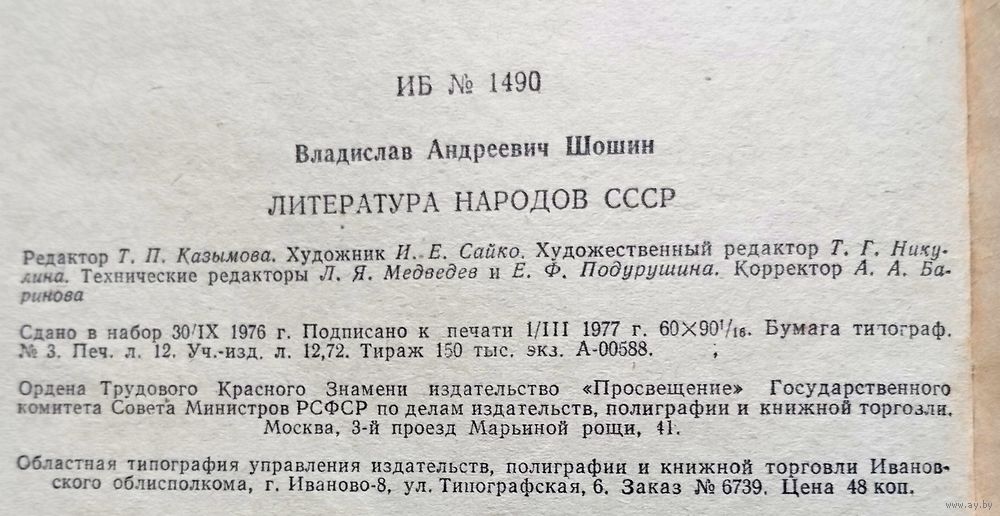 ИБ № 1490
Владислав Андреевич Шошин
ЛИТЕРАТУРА НАРОДОВ СССР
Редактор Т. П. Казымова. Художник И. Е. Сайко. Художественный редактор Т. Г. Нику-
лина. Технические редакторы Л. Я. Медведев и Е. Ф. Подурушина. Корректор А. А. Ба-
ринова
Сдано в набор 30/IX 1976 г. Подписано к печати 1/III 1977 г. 60×90¹/₁₆. Бумага типограф.
№ 3. Печ. л. 12. Уч.-изд. л. 12,72. Тираж 150 тыс. экз. А-00588.
Ордена Трудового Красного Знамени издательство «Просвещение» Государственного
комитета Совета Министров РСФСР по делам издательств, полиграфии и книжной торговли.
Москва, 3-й проезд Марьиной рощи, 41.
Областная типография управления издательств, полиграфии и книжной торговли Иванов-
ского облисполкома, г. Иваново-8, ул. Типографская, 6. Заказ № 6739. Цена 48 коп.
www.ay.by